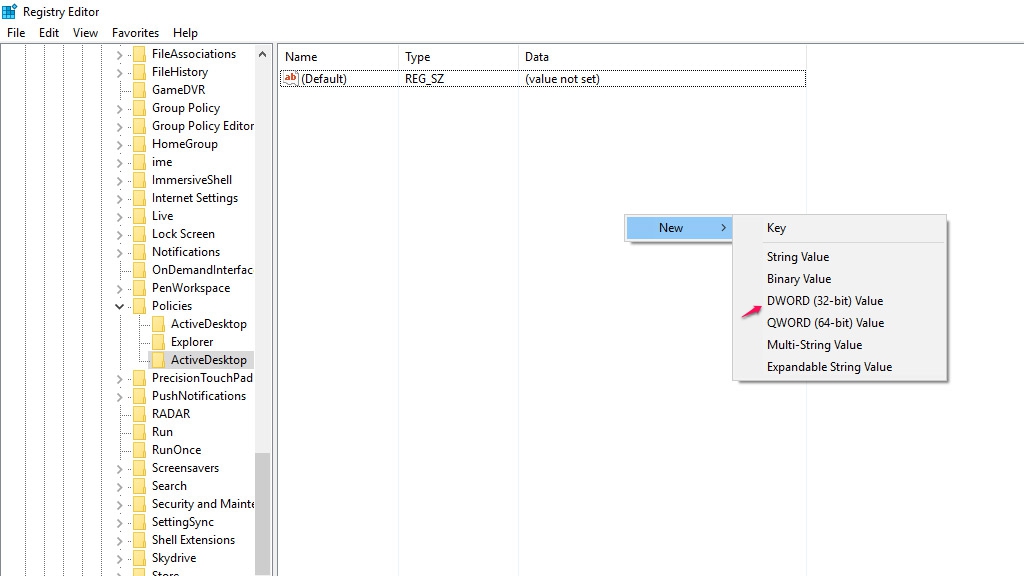 Registry Editor
File Edit View Favorites Help
Name Type Data
(Default) REG_SZ (value not set)
FileAssociations
FileHistory
GameDVR
Group Policy
Group Policy Editor
HomeGroup
ime
ImmersiveShell
Internet Settings
Live
Lock Screen
Notifications
OnDemandInterfac
PenWorkspace
Policies
ActiveDesktop
Explorer
ActiveDesktop
PrecisionTouchPad
PushNotifications
RADAR
Run
RunOnce
Screensavers
Search
Security and Mainte
SettingSync
Shell Extensions
Skydrive
Store
New
Key
String Value
Binary Value
DWORD (32-bit) Value
QWORD (64-bit) Value
Multi-String Value
Expandable String Value